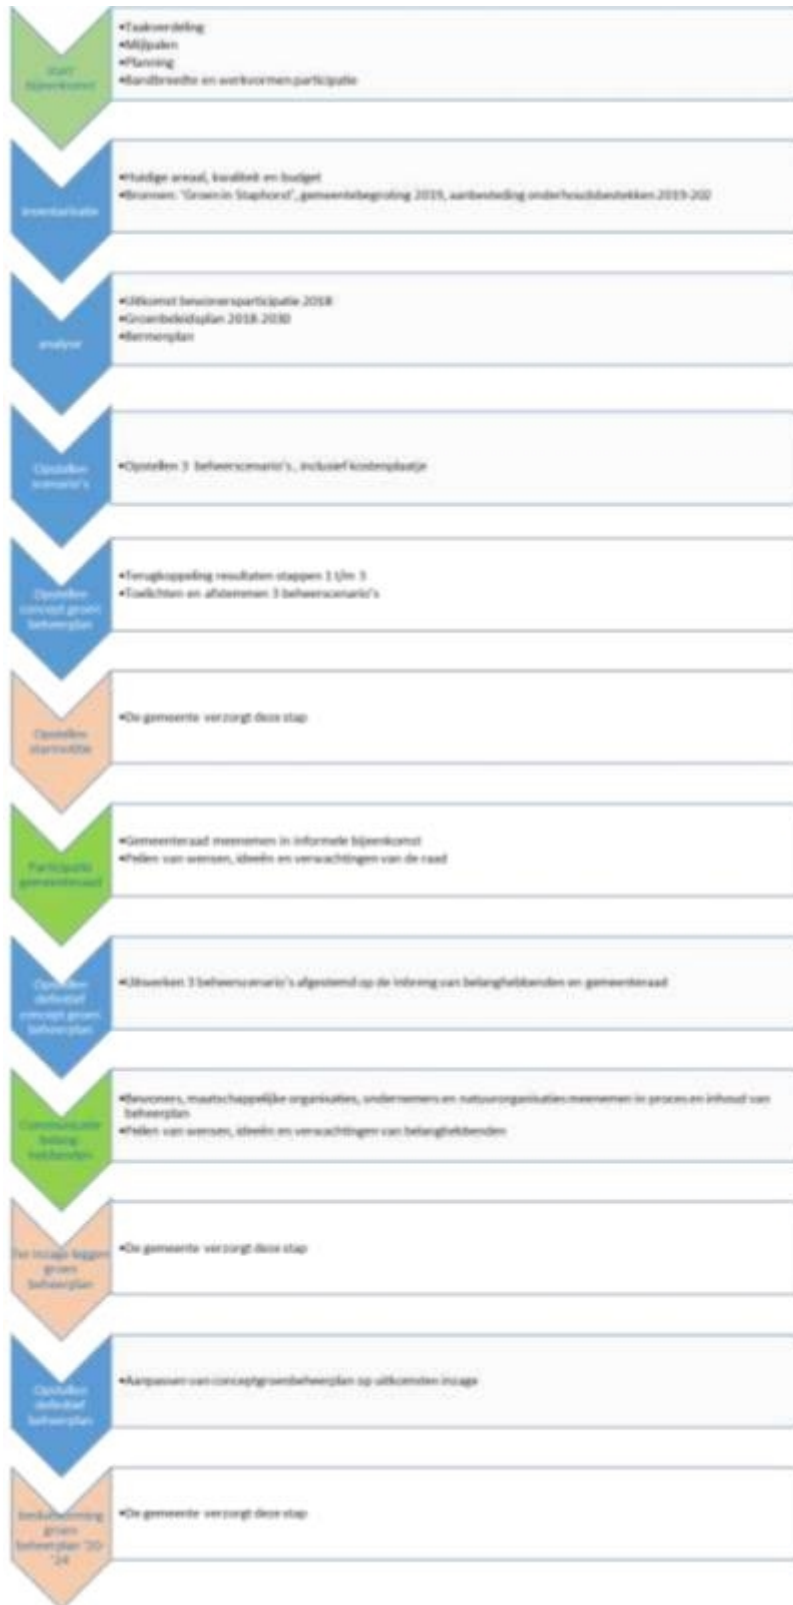 start
bijeenkomst
•Taakverdeling
•Mijlpalen
•Planning
•Bandbreedte en werkvormen participatie
inventarisatie
•Huidige areaal, kwaliteit en budget
•Bronnen: "Groen in Staphorst", gemeentebegroting 2019, aanbesteding onderhoudsbestekken 2019-202
analyse
•Uitkomst bewonersparticipatie 2018
•Groenbeleidsplan 2018-2030
•Bermenplan
Opstellen
scenario's
•Opstellen 3 beheerscenario's, inclusief kostenplaatje
Opstellen
concept groen
beheerplan
•Terugkoppeling resultaten stappen 1 t/m 3
•Toelichten en afstemmen 3 beheerscenario's
Opstellen
startnotitie
•De gemeente verzorgt deze stap
Participatie
gemeenteraad
•Gemeenteraad meenemen in informele bijeenkomst
•Peilen van wensen, ideeën en verwachtingen van de raad
Opstellen
definitief
concept groen
beheerplan
•Uitwerken 3 beheerscenario's afgestemd op de inbreng van belanghebbenden en gemeenteraad
Communicatie
belang
hebbenden
•Bewoners, maatschappelijke organisaties, ondernemers en natuurorganisaties meenemen in proces en inhoud van
beheerplan
•Peilen van wensen, ideeën en verwachtingen van belanghebbenden
Ter inzage leggen
groen
beheerplan
•De gemeente verzorgt deze stap
Opstellen
definitief
beheerplan
•Aanpassen van conceptgroenbeheerplan op uitkomsten inzage
besluitvorming
groen
beheerplan '20-
'24
•De gemeente verzorgt deze stap